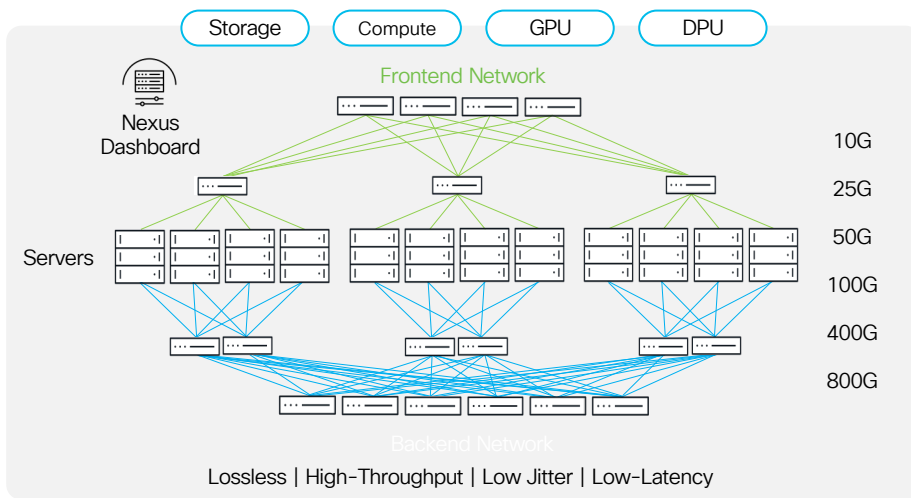 Storage
Compute
GPU
DPU
Frontend Network
Nexus
Dashboard
10G
25G
Servers
50G
100G
400G
800G
Backend Network
Lossless | High-Throughput | Low Jitter | Low-Latency